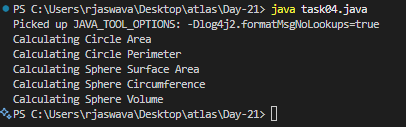 PS C:\Users\rjaswava\Desktop\atlas\Day-21> java task04.java
Picked up JAVA_TOOL_OPTIONS: -Dlog4j2.formatMsgNoLookups=true
Calculating Circle Area
Calculating Circle Perimeter
Calculating Sphere Surface Area
Calculating Sphere Circumference
Calculating Sphere Volume
PS C:\Users\rjaswava\Desktop\atlas\Day-21>